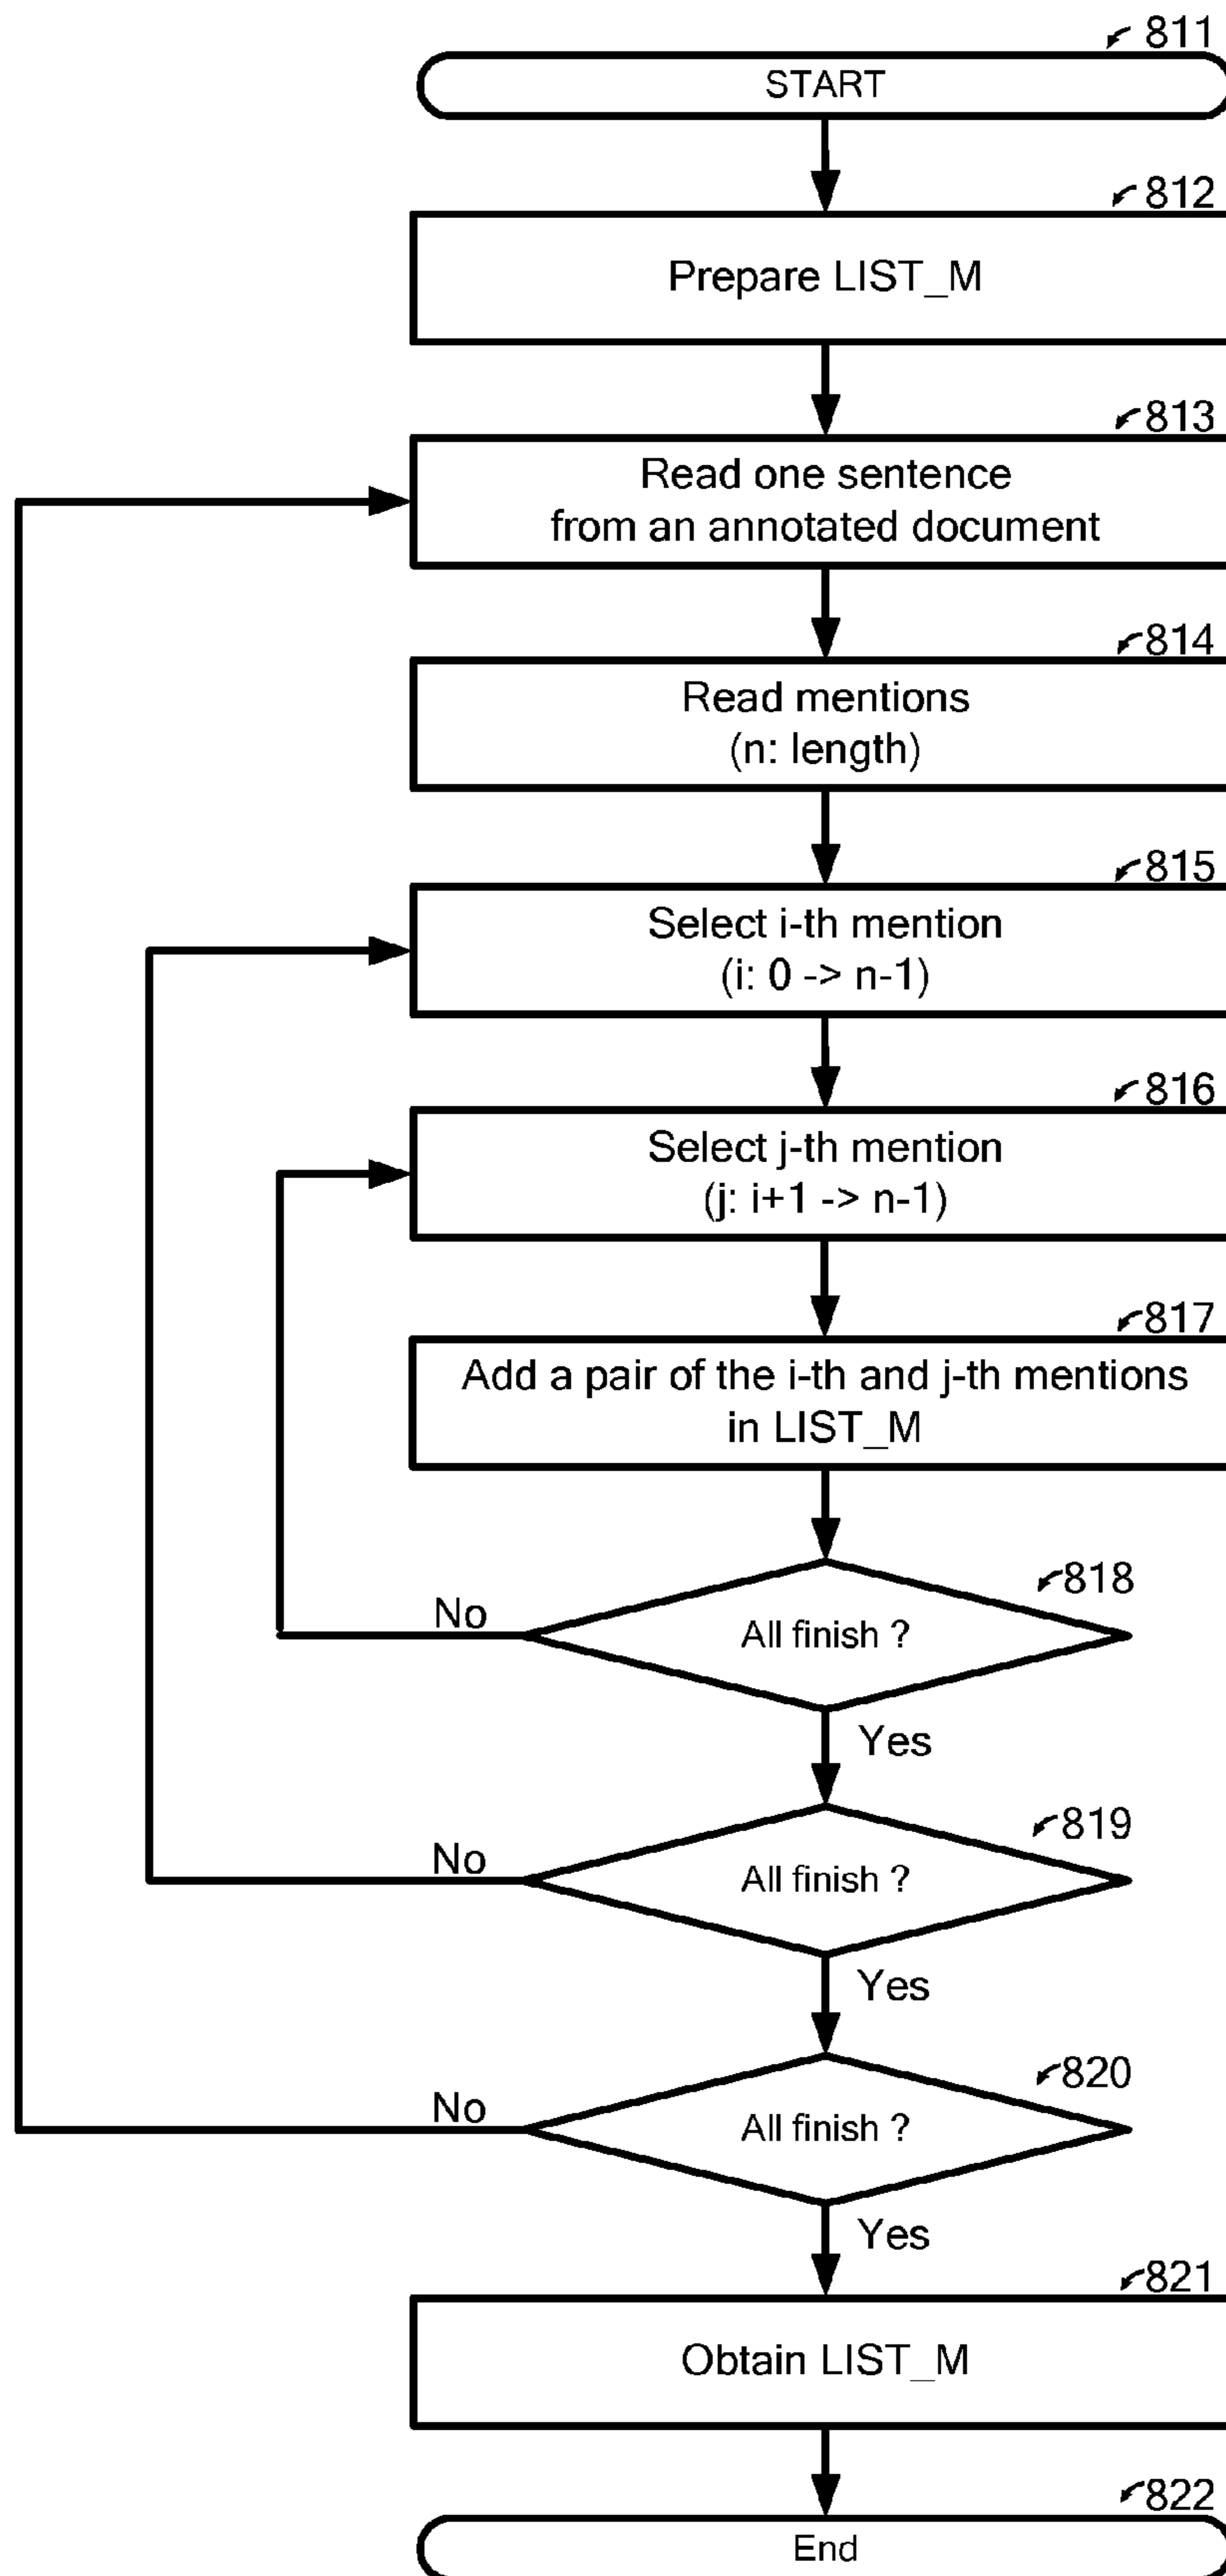 811
START
812
Prepare LIST_M
813
Read one sentence
from an annotated document
814
Read mentions
(n: length)
815
Select i-th mention
(i: 0 -> n-1)
816
Select j-th mention
(j: i+1 -> n-1)
817
Add a pair of the i-th and j-th mentions
in LIST_M
818
No
All finish ?
Yes
819
No
All finish ?
Yes
820
No
All finish ?
Yes
821
Obtain LIST_M
822
End